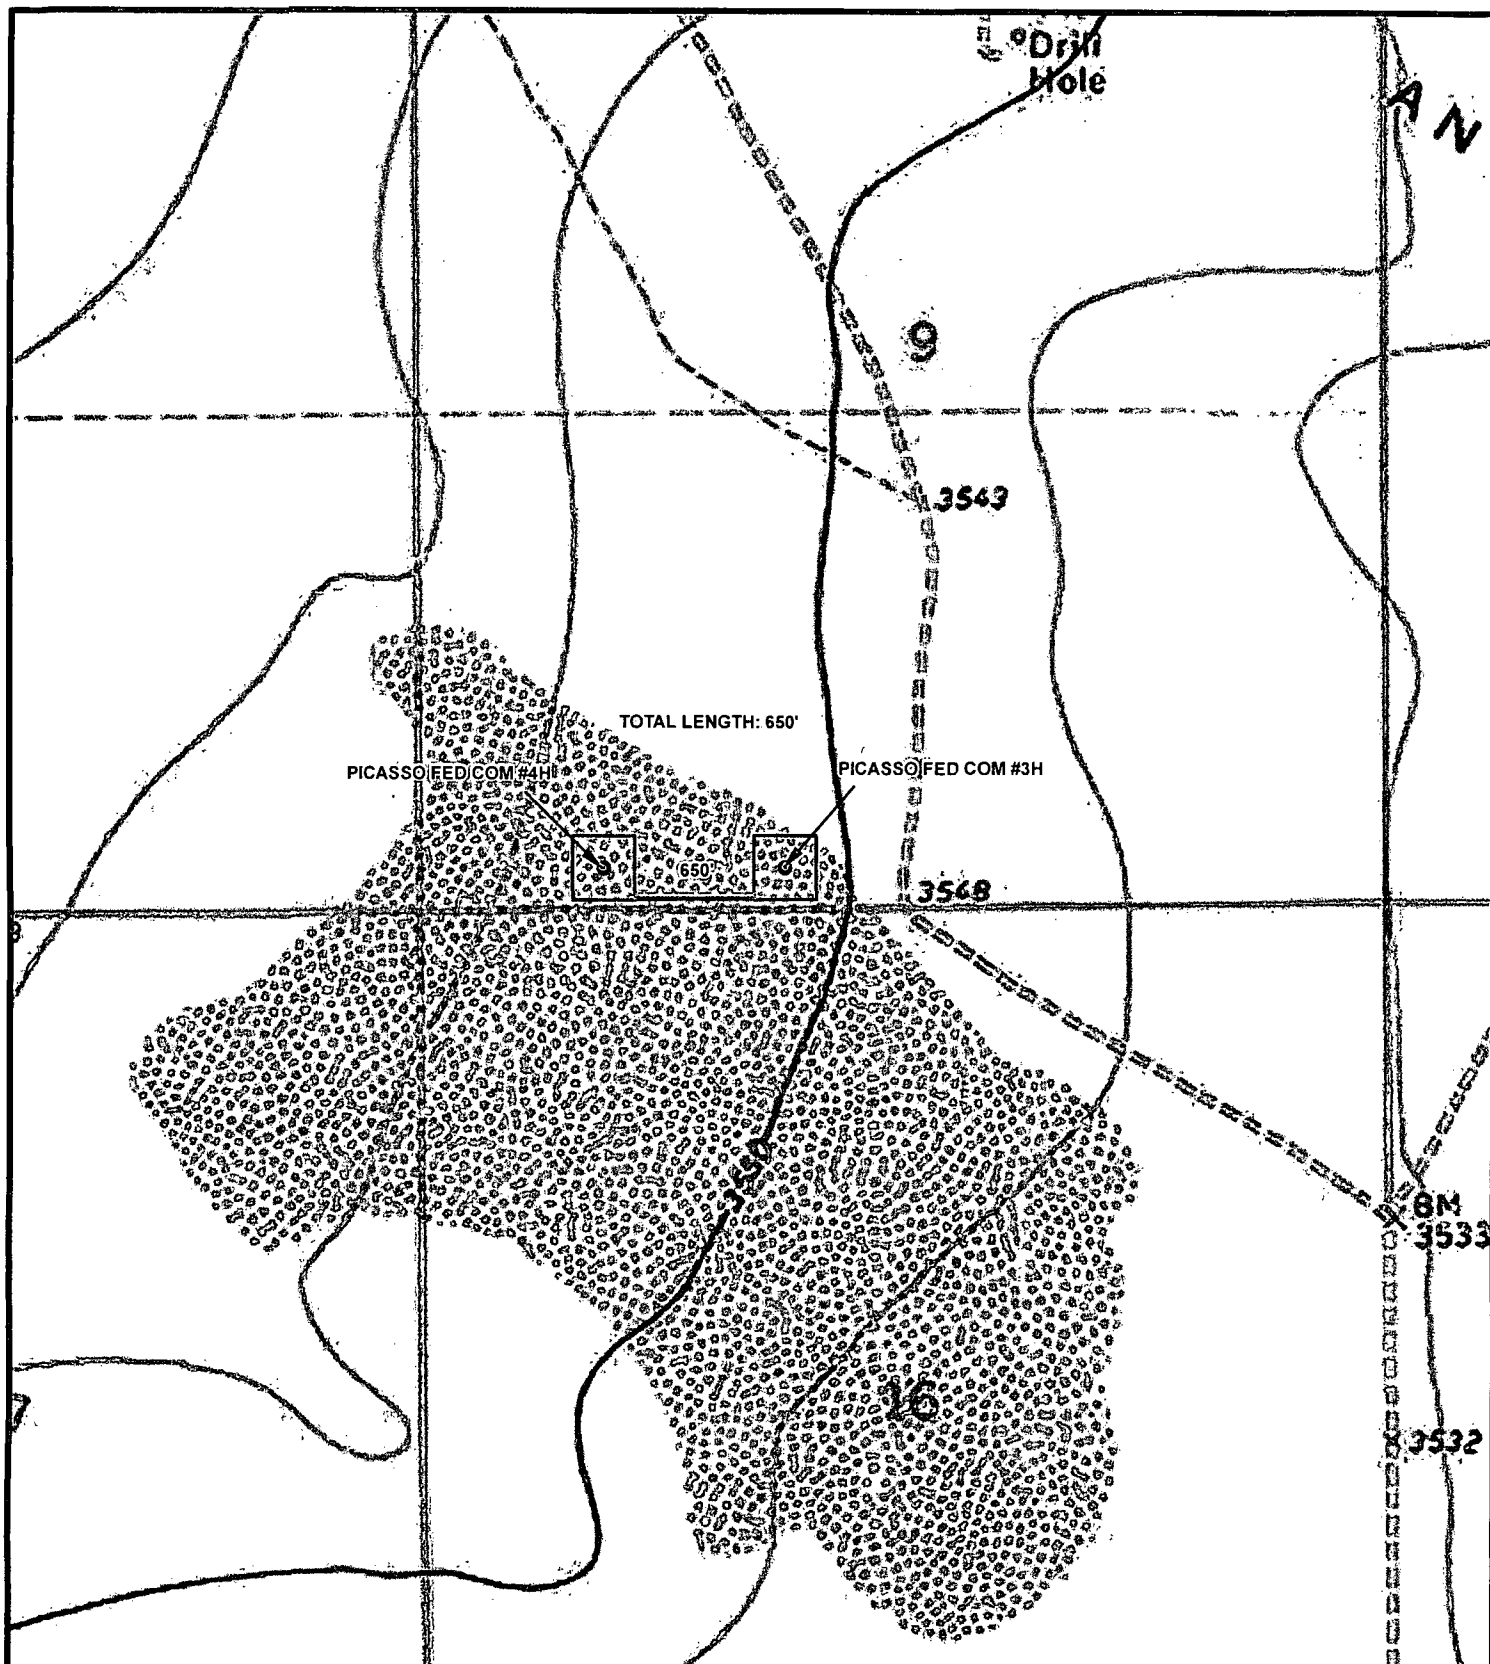 Drill
Hole
A N
9
3543
TOTAL LENGTH: 650'
PICASSO FED COM #4H
PICASSO FED COM #3H
650'
3548
3550
BM
3533
16
3532